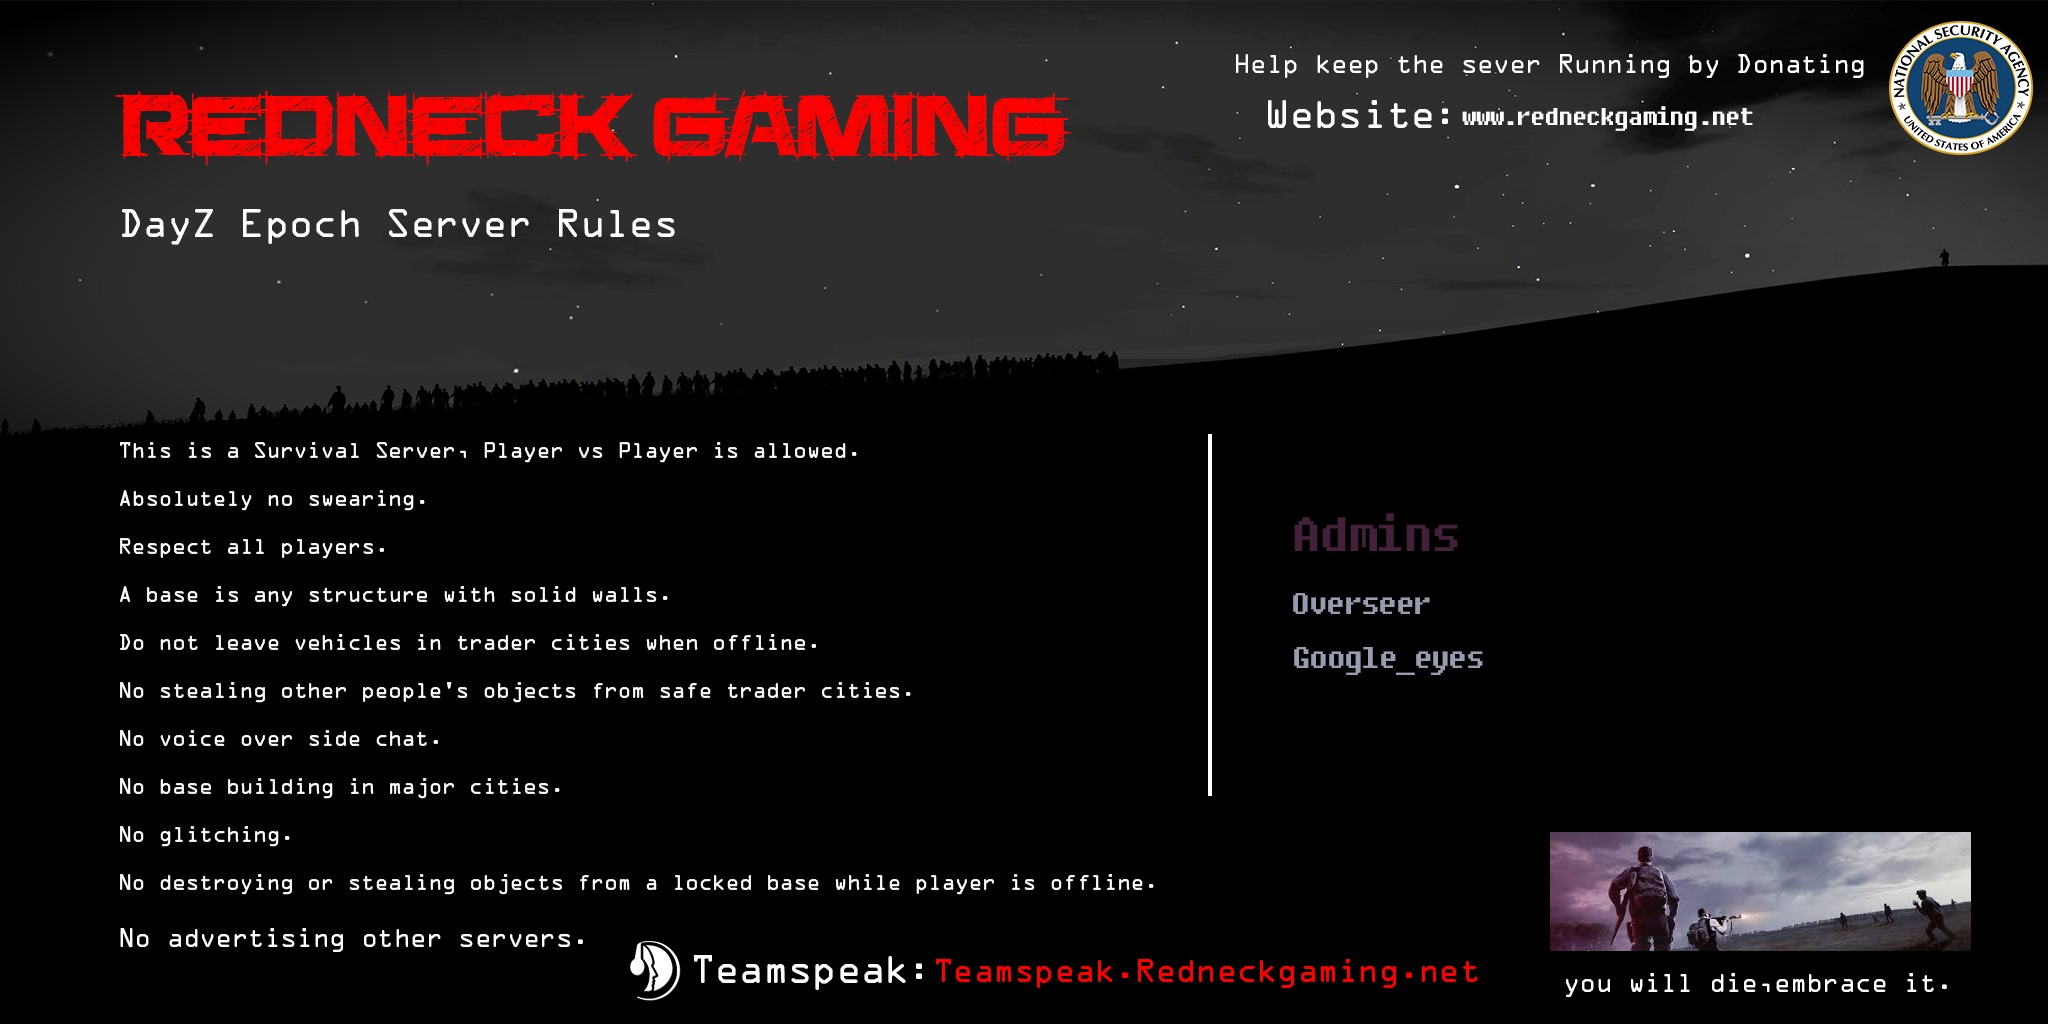 Help keep the sever Running by Donating
Website: www.redneckgaming.net
NATIONAL SECURITY AGENCY
UNITED STATES OF AMERICA
REDNECK GAMING
DayZ Epoch Server Rules
This is a Survival Server, Player vs Player is allowed.
Absolutely no swearing.
Respect all players.
A base is any structure with solid walls.
Do not leave vehicles in trader cities when offline.
No stealing other people's objects from safe trader cities.
No voice over side chat.
No base building in major cities.
No glitching.
No destroying or stealing objects from a locked base while player is offline.
No advertising other servers.
Admins
Overseer
Google_eyes
Teamspeak: Teamspeak.Redneckgaming.net
you will die,embrace it.